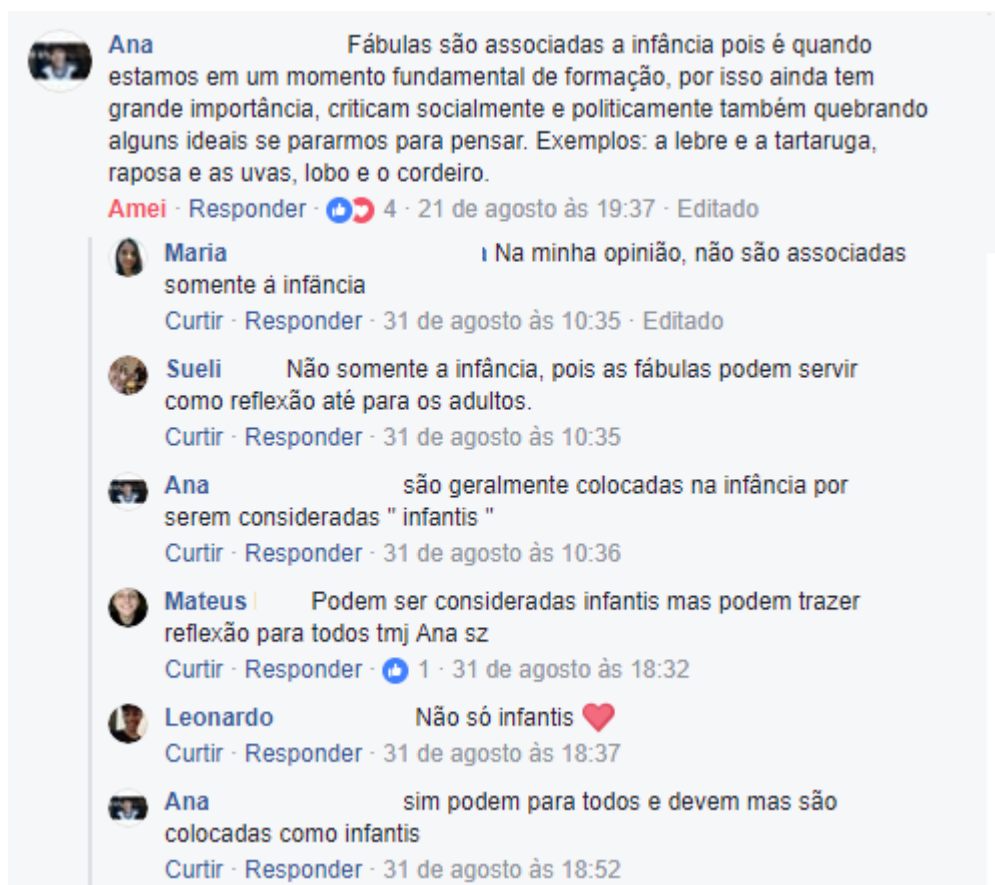 Ana Fábulas são associadas a infância pois é quando
estamos em um momento fundamental de formação, por isso ainda tem
grande importância, criticam socialmente e politicamente também quebrando
alguns ideais se pararmos para pensar. Exemplos: a lebre e a tartaruga,
raposa e as uvas, lobo e o cordeiro.
Amei · Responder · 4 · 21 de agosto às 19:37 · Editado
Maria Na minha opinião, não são associadas
somente á infância
Curtir · Responder · 31 de agosto às 10:35 · Editado
Sueli Não somente a infância, pois as fábulas podem servir
como reflexão até para os adultos.
Curtir · Responder · 31 de agosto às 10:35
Ana são geralmente colocadas na infância por
serem consideradas " infantis "
Curtir · Responder · 31 de agosto às 10:36
Mateus Podem ser consideradas infantis mas podem trazer
reflexão para todos tmj Ana sz
Curtir · Responder · 1 · 31 de agosto às 18:32
Leonardo Não só infantis ❤
Curtir · Responder · 31 de agosto às 18:37
Ana sim podem para todos e devem mas são
colocadas como infantis
Curtir · Responder · 31 de agosto às 18:52